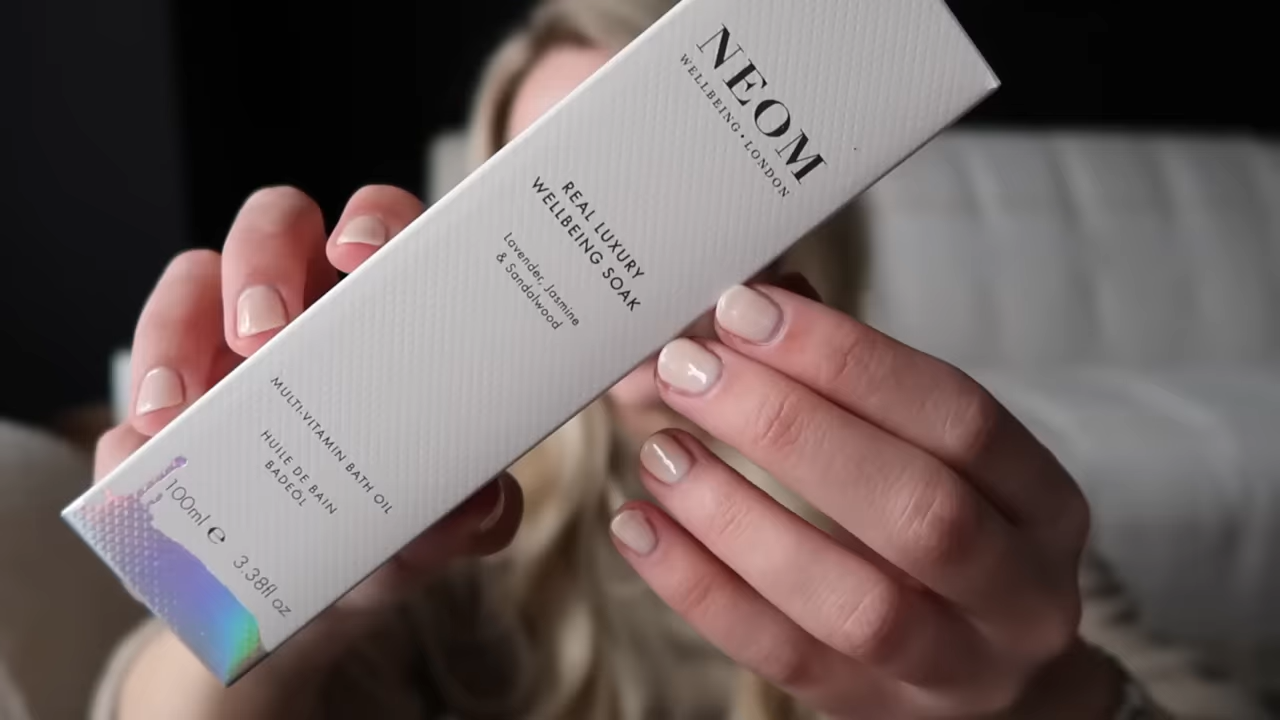 NEOM
WELLBEING • LONDON
REAL LUXURY
WELLBEING SOAK
Lavender, Jasmine
& Sandalwood
MULTI-VITAMIN BATH OIL
HUILE DE BAIN
BADEÖL
100ml ℮ 3.38fl oz